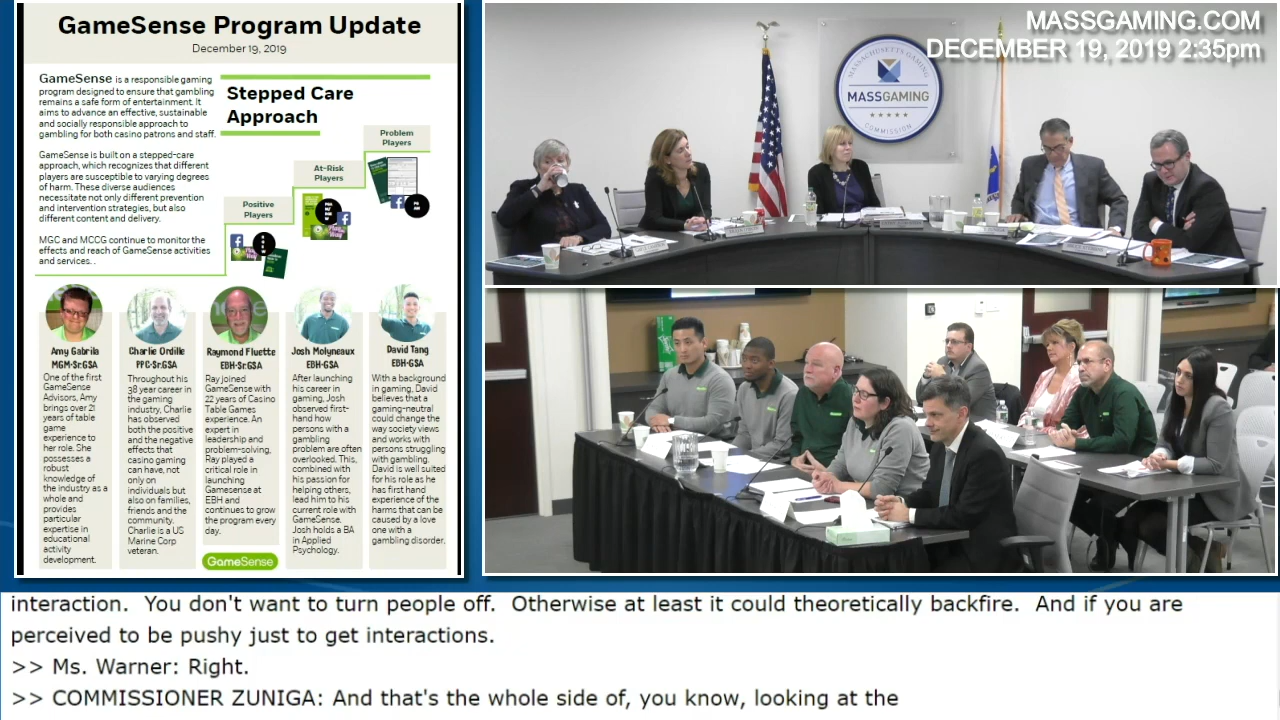 GameSense Program Update
December 19, 2019
GameSense is a responsible gaming
program designed to ensure that gambling
remains a safe form of entertainment. It
aims to advance an effective, sustainable
and socially responsible approach to
gambling for both casino patrons and staff.
GameSense is built on a stepped-care
approach, which recognizes that different
players are susceptible to varying degrees
of harm. These diverse audiences
necessitate not only different prevention
and intervention strategies, but also
different content and delivery.
MGC and MCCG continue to monitor the
effects and reach of GameSense activities
and services. .
Stepped Care
Approach
Problem
Players
At-Risk
Players
Positive
Players
Amy Gabrila
MGM-Sr.GSA
One of the first
GameSense
Advisors, Amy
brings over 21
years of table
game
experience to
her role. She
possesses a
robust
knowledge of
the industry as a
whole and
provides
particular
expertise in
educational
activity
development.
Charlie Ordille
PPC-Sr.GSA
Throughout his
38 year career in
the gaming
industry, Charlie
has observed
both the positive
and the negative
effects that
casino gaming
can have, not
only on
individuals but
also on families,
friends and the
community.
Charlie is a US
Marine Corp
veteran.
Raymond Fluette
EBH-Sr.GSA
Ray joined
GameSense with
22 years of Casino
Table Games
experience. An
expert in
leadership and
problem-solving,
Ray played a
critical role in
launching
Gamesense at
EBH and
continues to grow
the program every
day.
GameSense
Josh Molyneaux
EBH-GSA
After launching
his career in
gaming, Josh
observed first-
hand how
persons with a
gambling
problem are often
overlooked. This,
combined with
his passion for
helping others,
lead him to his
current role with
GameSense.
Josh holds a BA
in Applied
Psychology.
David Tang
EBH-GSA
With a background
in gaming, David
believes that a
gaming-neutral
could change the
way society views
and works with
persons struggling
with gambling.
David is well suited
for his role as he
has first hand
experience of the
harms that can be
caused by a love
one with a
gambling disorder.
MASSGAMING.COM
DECEMBER 19, 2019 2:35pm
MASSACHUSETTS GAMING
MASSGAMING
COMMISSION
interaction. You don't want to turn people off. Otherwise at least it could theoretically backfire. And if you are
perceived to be pushy just to get interactions.
>> Ms. Warner: Right.
>> COMMISSIONER ZUNIGA: And that's the whole side of, you know, looking at the